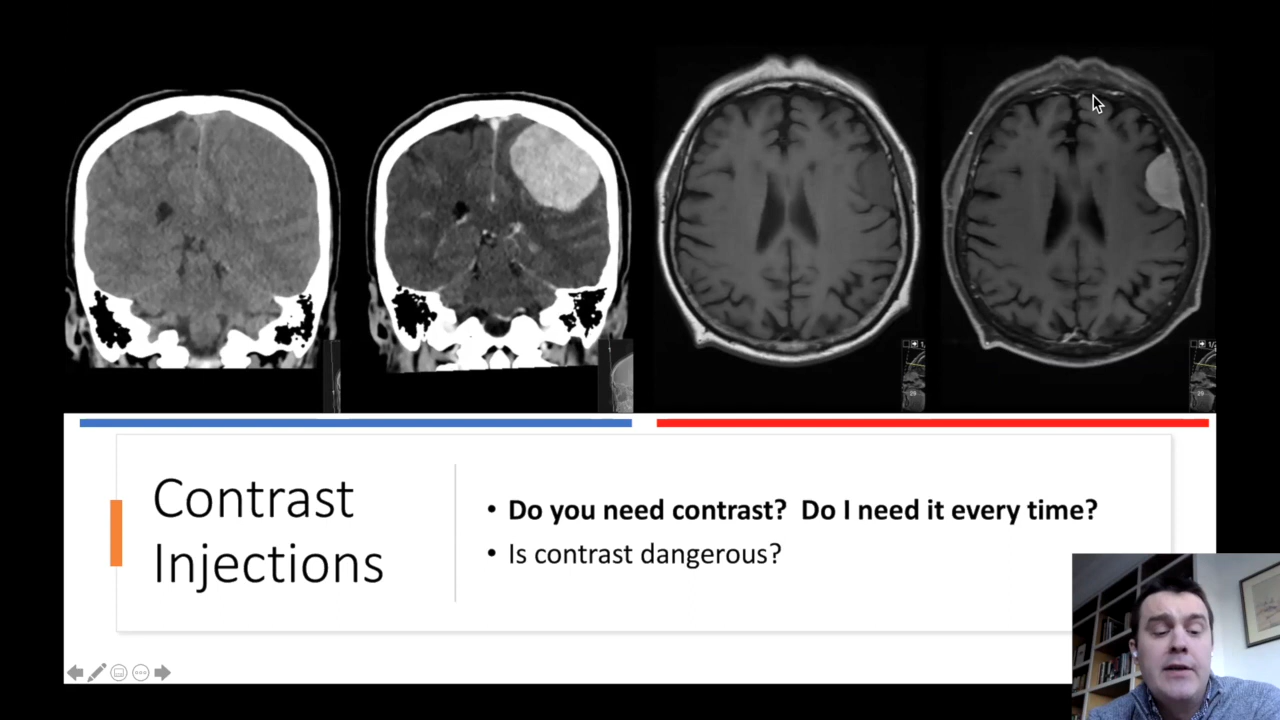 Contrast
Injections
• Do you need contrast? Do I need it every time?
• Is contrast dangerous?